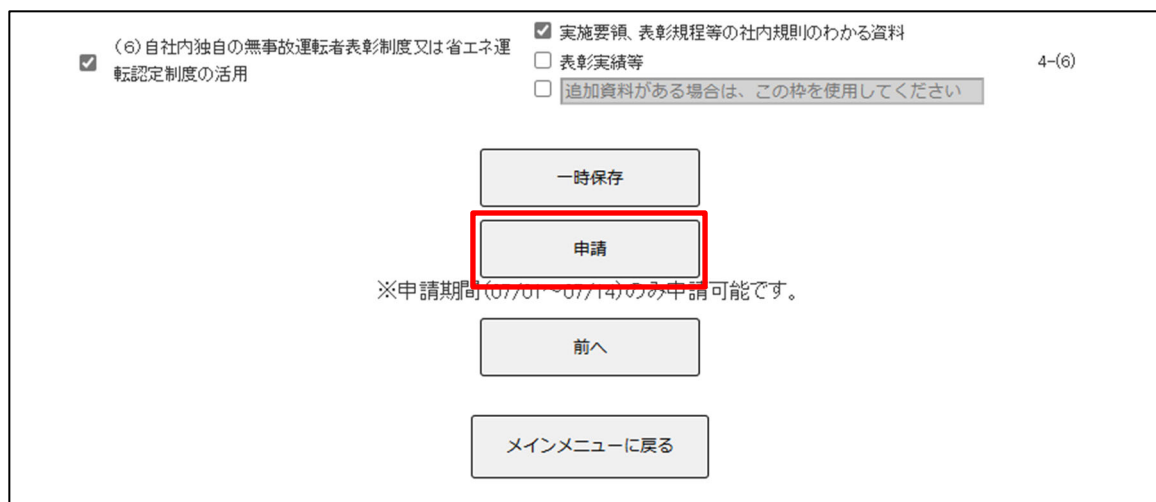 (6)自社内独自の無事故運転者表彰制度又は省エネ運
転認定制度の活用
実施要領、表彰規程等の社内規則のわかる資料
表彰実績等
追加資料がある場合は、この枠を使用してください
4-(6)
一時保存
申請
※申請期間(07/01～07/14)のみ申請可能です。
前へ
メインメニューに戻る